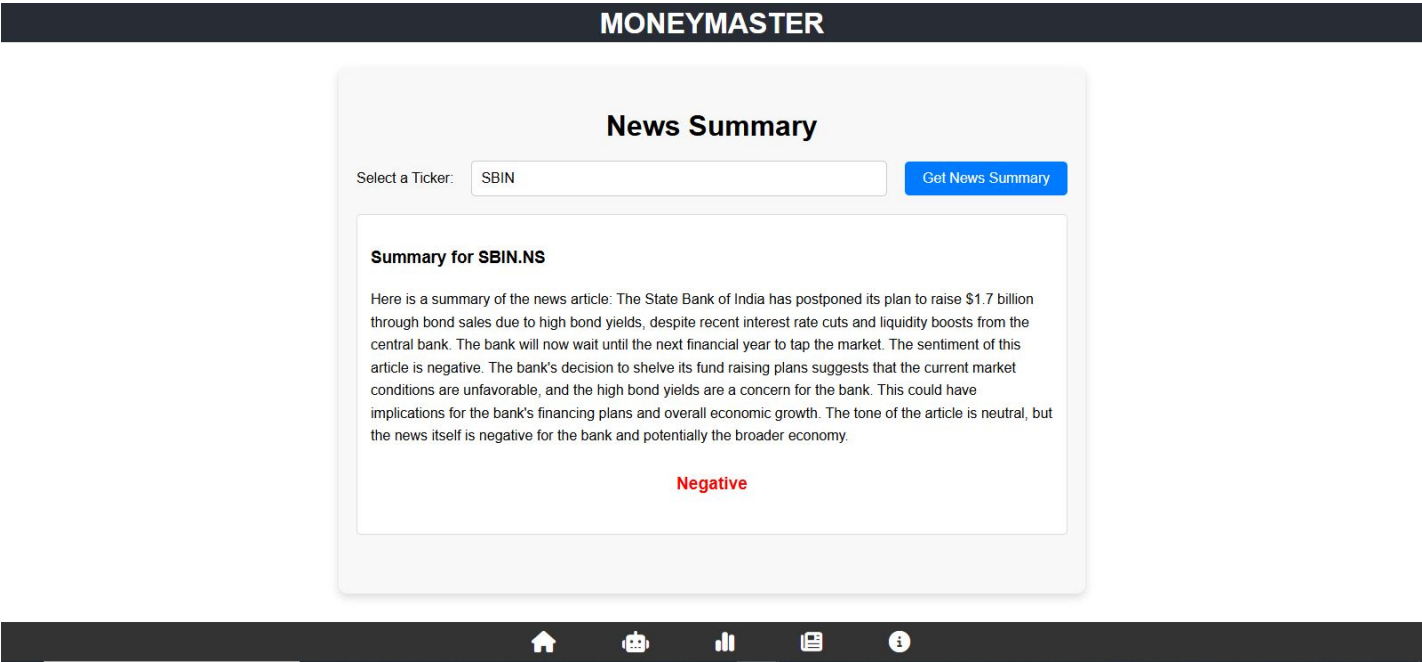 MONEYMASTER
News Summary
Select a Ticker: SBIN Get News Summary
Summary for SBIN.NS
Here is a summary of the news article: The State Bank of India has postponed its plan to raise $1.7 billion
through bond sales due to high bond yields, despite recent interest rate cuts and liquidity boosts from the
central bank. The bank will now wait until the next financial year to tap the market. The sentiment of this
article is negative. The bank's decision to shelve its fund raising plans suggests that the current market
conditions are unfavorable, and the high bond yields are a concern for the bank. This could have
implications for the bank's financing plans and overall economic growth. The tone of the article is neutral, but
the news itself is negative for the bank and potentially the broader economy.
Negative